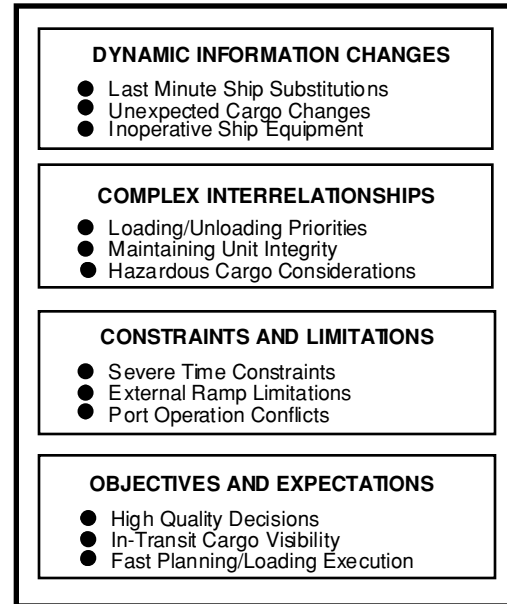 DYNAMIC INFORMATION CHANGES
● Last Minute Ship Substitutions
● Unexpected Cargo Changes
● Inoperative Ship Equipment
COMPLEX INTERRELATIONSHIPS
● Loading/Unloading Priorities
● Maintaining Unit Integrity
● Hazardous Cargo Considerations
CONSTRAINTS AND LIMITATIONS
● Severe Time Constraints
● External Ramp Limitations
● Port Operation Conflicts
OBJECTIVES AND EXPECTATIONS
● High Quality Decisions
● In-Transit Cargo Visibility
● Fast Planning/Loading Execution